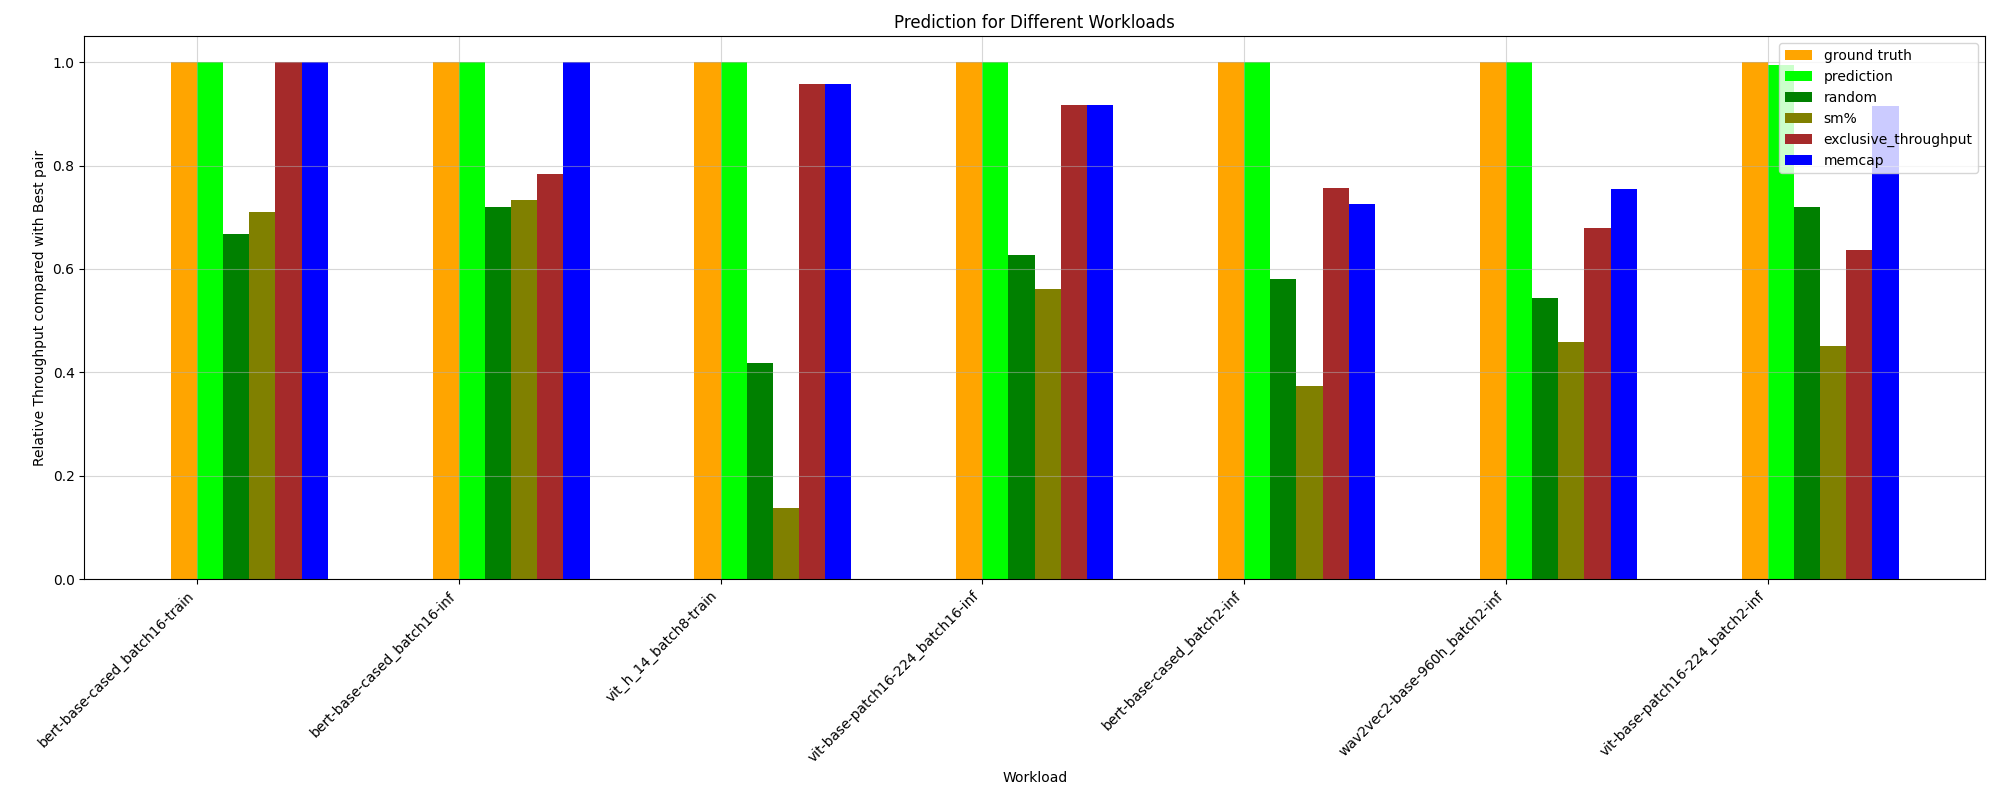 Prediction for Different Workloads
Relative Throughput compared with Best pair
1.0
0.8
0.6
0.4
0.2
0.0
ground truth
prediction
random
sm%
exclusive_throughput
memcap
bert-base-cased_batch16-train
bert-base-cased_batch16-inf
vit_h_14_batch8-train
vit-base-patch16-224_batch16-inf
bert-base-cased_batch2-inf
wav2vec2-base-960h_batch2-inf
vit-base-patch16-224_batch2-inf
Workload